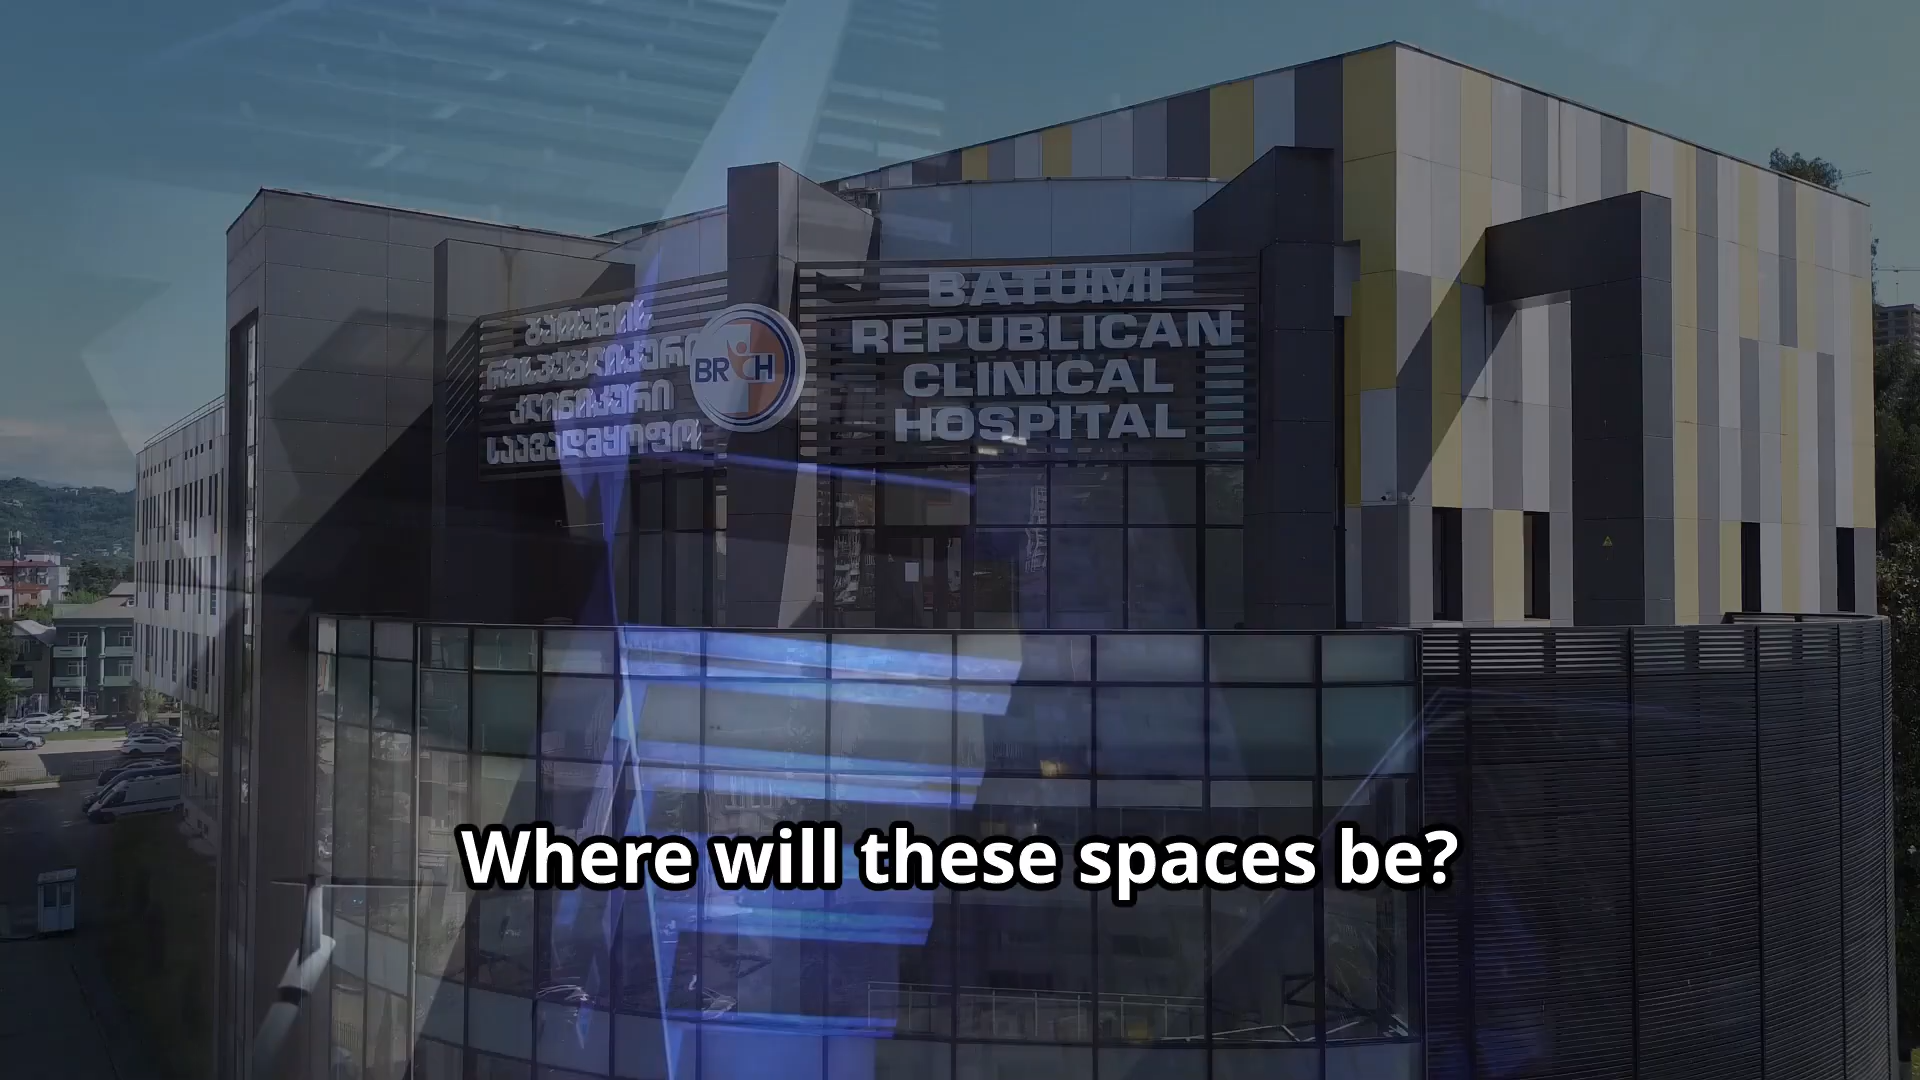 ბათუმის
რესპუბლიკური
კლინიკური
საავადმყოფო
BRCH
BATUMI
REPUBLICAN
CLINICAL
HOSPITAL
Where will these spaces be?